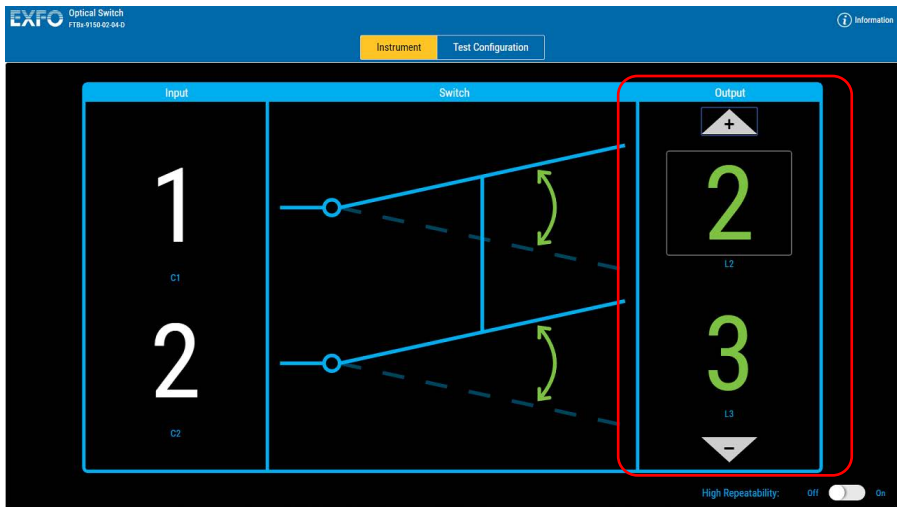 EXFO Optical Switch
FTBx-9150-02-04-D
i Information
Instrument Test Configuration
Input Switch Output
+
1 2
C1 L2
2 3
C2 L3
-
High Repeatability: Off On